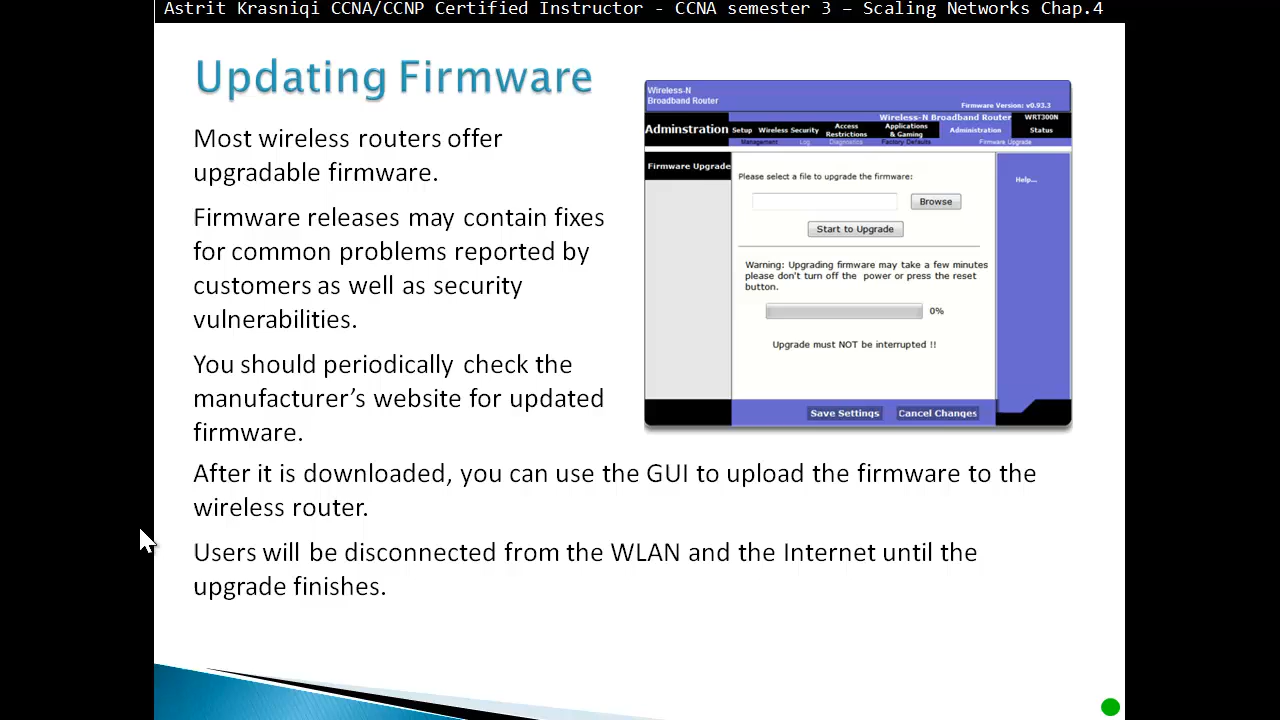 Astrit Krasniqi CCNA/CCNP Certified Instructor - CCNA semester 3 – Scaling Networks Chap.4
Updating Firmware
Most wireless routers offer
upgradable firmware.
Firmware releases may contain fixes
for common problems reported by
customers as well as security
vulnerabilities.
You should periodically check the
manufacturer’s website for updated
firmware.
After it is downloaded, you can use the GUI to upload the firmware to the
wireless router.
Users will be disconnected from the WLAN and the Internet until the
upgrade finishes.
Wireless-N
Broadband Router
Firmware Version: v0.93.3
Wireless-N Broadband Router WRT300N
Adminstration Setup Wireless Security Access Restrictions Applications & Gaming Administration Status
Management Log Diagnostics Factory Defaults Firmware Upgrade
Firmware Upgrade
Please select a file to upgrade the firmware:
Browse
Start to Upgrade
Warning: Upgrading firmware may take a few minutes
please don't turn off the power or press the reset
button.
0%
Upgrade must NOT be interrupted !!
Help...
Save Settings Cancel Changes